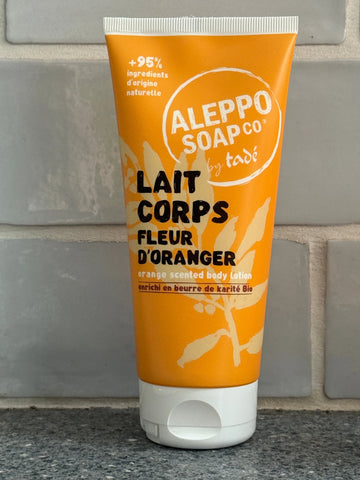 +95%
ingredients
d'origine
naturelle
ALEPPO
SOAP CO®
by tadé
LAIT
CORPS
FLEUR
D'ORANGER
orange scented body lotion
enrichi en beurre de karité Bio